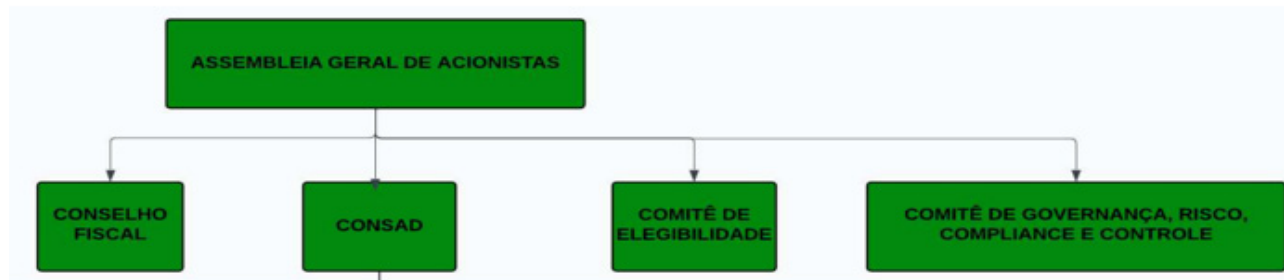 ASSEMBLEIA GERAL DE ACIONISTAS
CONSELHO
FISCAL
CONSAD
COMITÊ DE
ELEGIBILIDADE
COMITÊ DE GOVERNANÇA, RISCO,
COMPLIANCE E CONTROLE